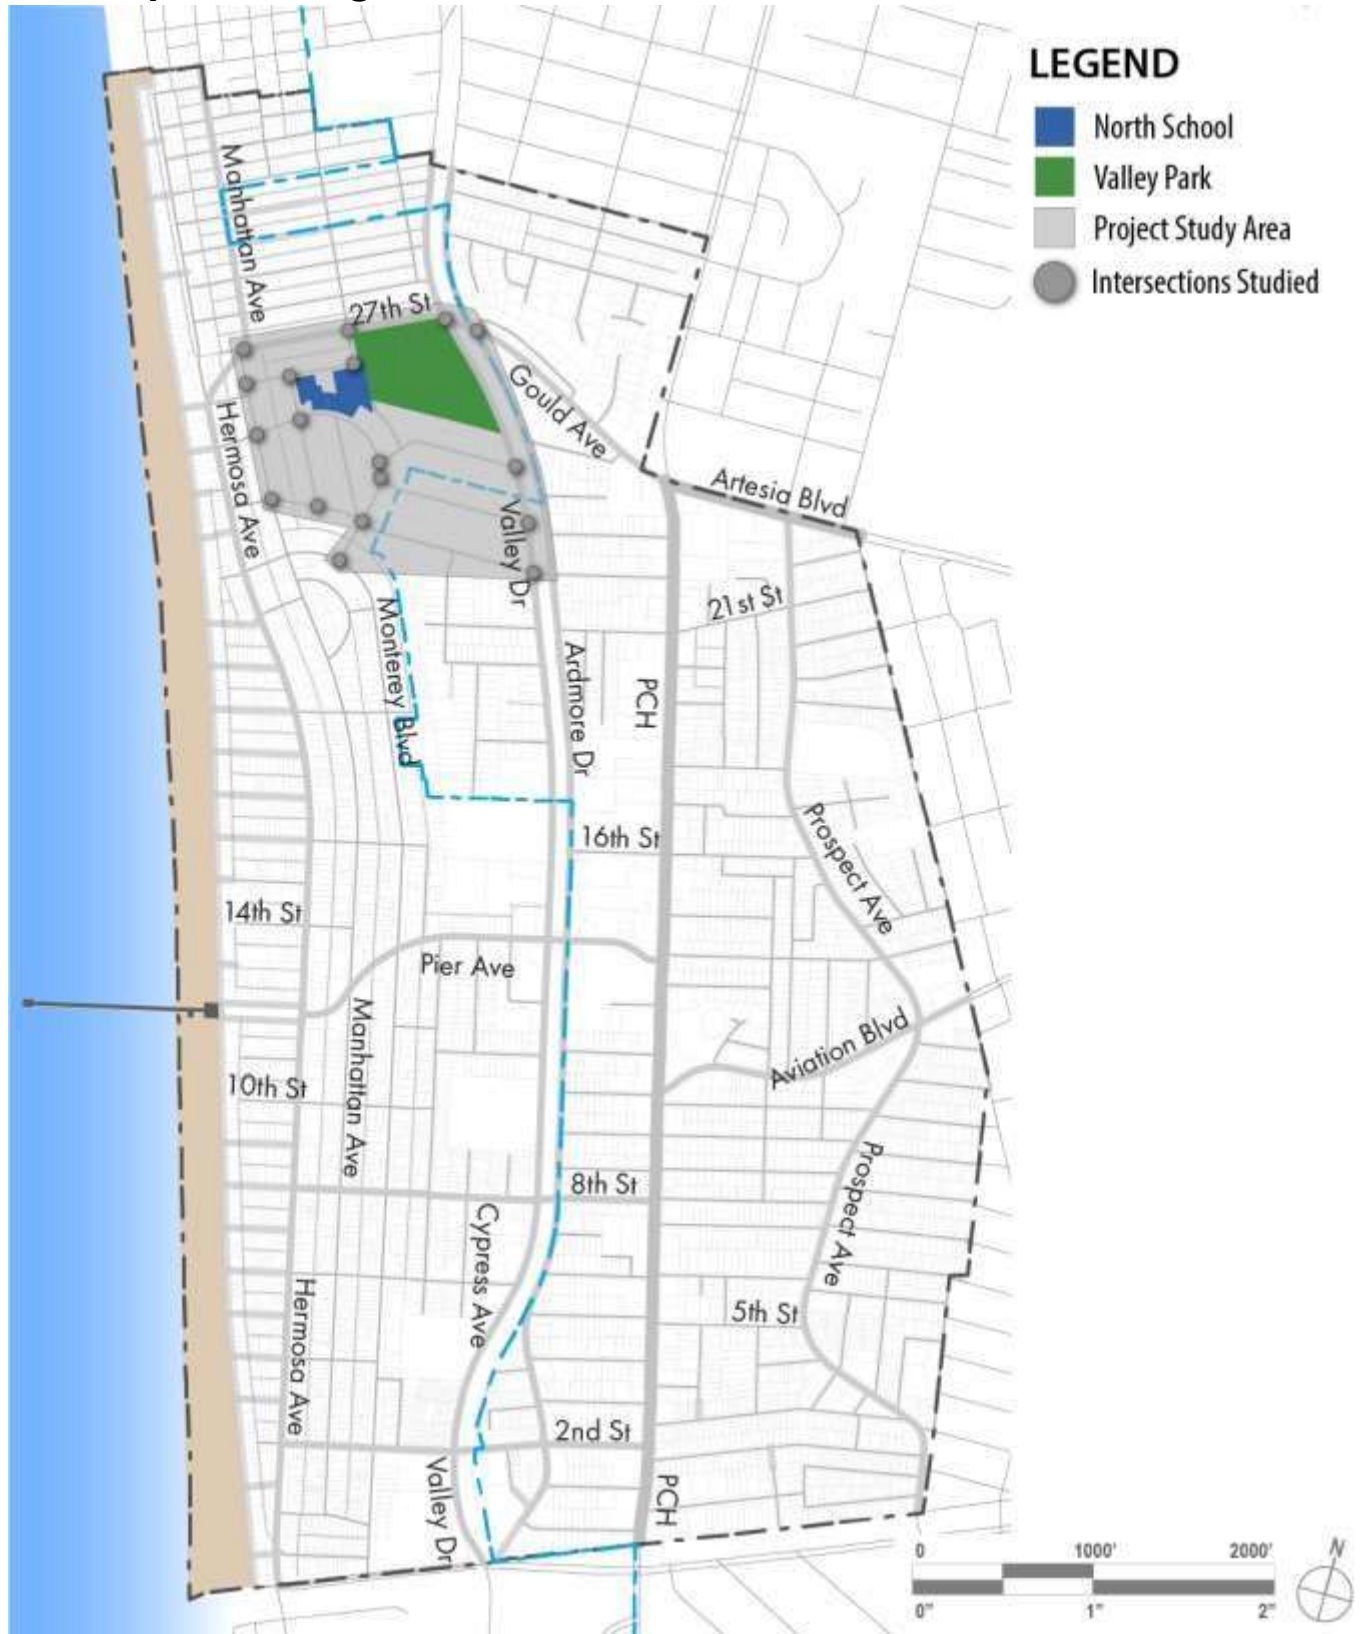 LEGEND
North School
Valley Park
Project Study Area
Intersections Studied
Manhattan Ave
27th St
Gould Ave
Hermosa Ave
Artesia Blvd
Valley Dr
21st St
Monterey Blvd
Ardmore Dr
PCH
16th St
Prospect Ave
14th St
Pier Ave
Manhattan Ave
Aviation Blvd
10th St
8th St
Prospect Ave
Cypress Ave
Hermosa Ave
5th St
2nd St
Valley Dr
PCH
0 1000' 2000'
0" 1" 2"
N